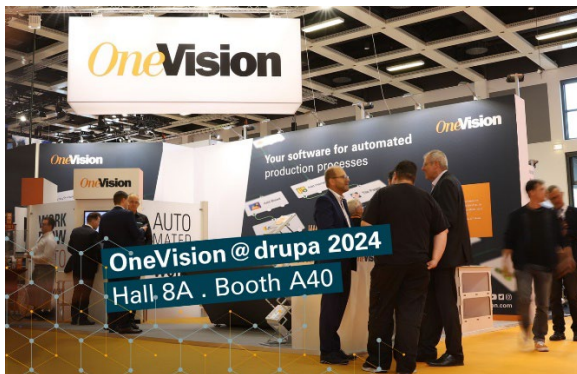 OneVision
OneVision
Your software for automated
production processes
OneVision
OneVision
WORK
AUTO
MATED
OneVision @ drupa 2024
Hall 8A . Booth A40